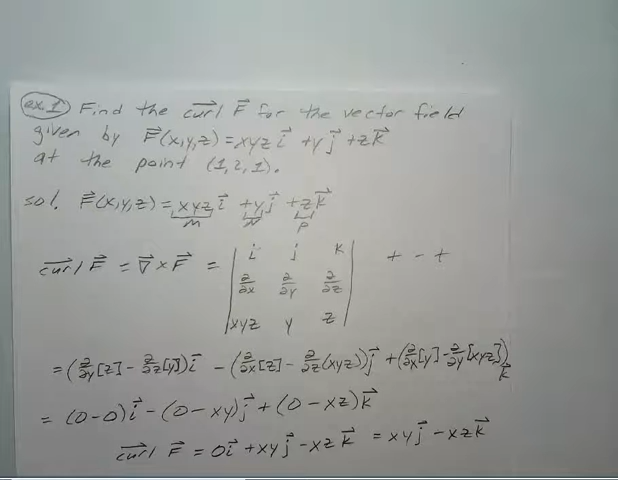 ex.1 Find the curl F⃗ for the vector field
given by F⃗(x,y,z) = xyz i⃗ + y j⃗ + z k⃗
at the point (1,2,1).
sol. F⃗(x,y,z) = xyz i⃗ + y j⃗ + z k⃗
M N P
curl F⃗ = ∇⃗ × F⃗ = | i j k | + - +
| ∂/∂x ∂/∂y ∂/∂z |
| xyz y z |
= (∂/∂y[z] - ∂/∂z[y]) i⃗ - (∂/∂x[z] - ∂/∂z(xyz)) j⃗ + (∂/∂x[y] - ∂/∂y[xyz]) k⃗
= (0-0) i⃗ - (0-xy) j⃗ + (0-xz) k⃗
curl F⃗ = 0 i⃗ + xy j⃗ - xz k⃗ = xy j⃗ - xz k⃗